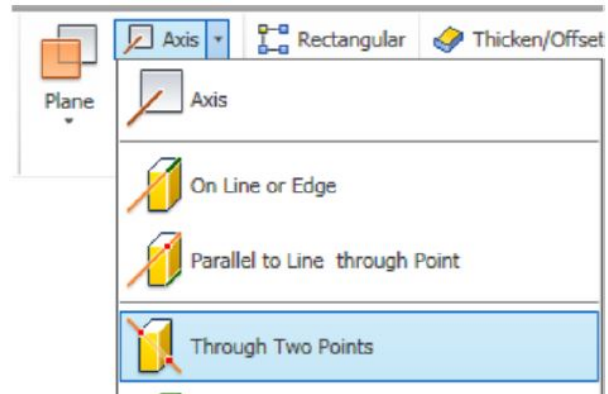 Axis
Rectangular
Thicken/Offset
Plane
Axis
On Line or Edge
Parallel to Line through Point
Through Two Points